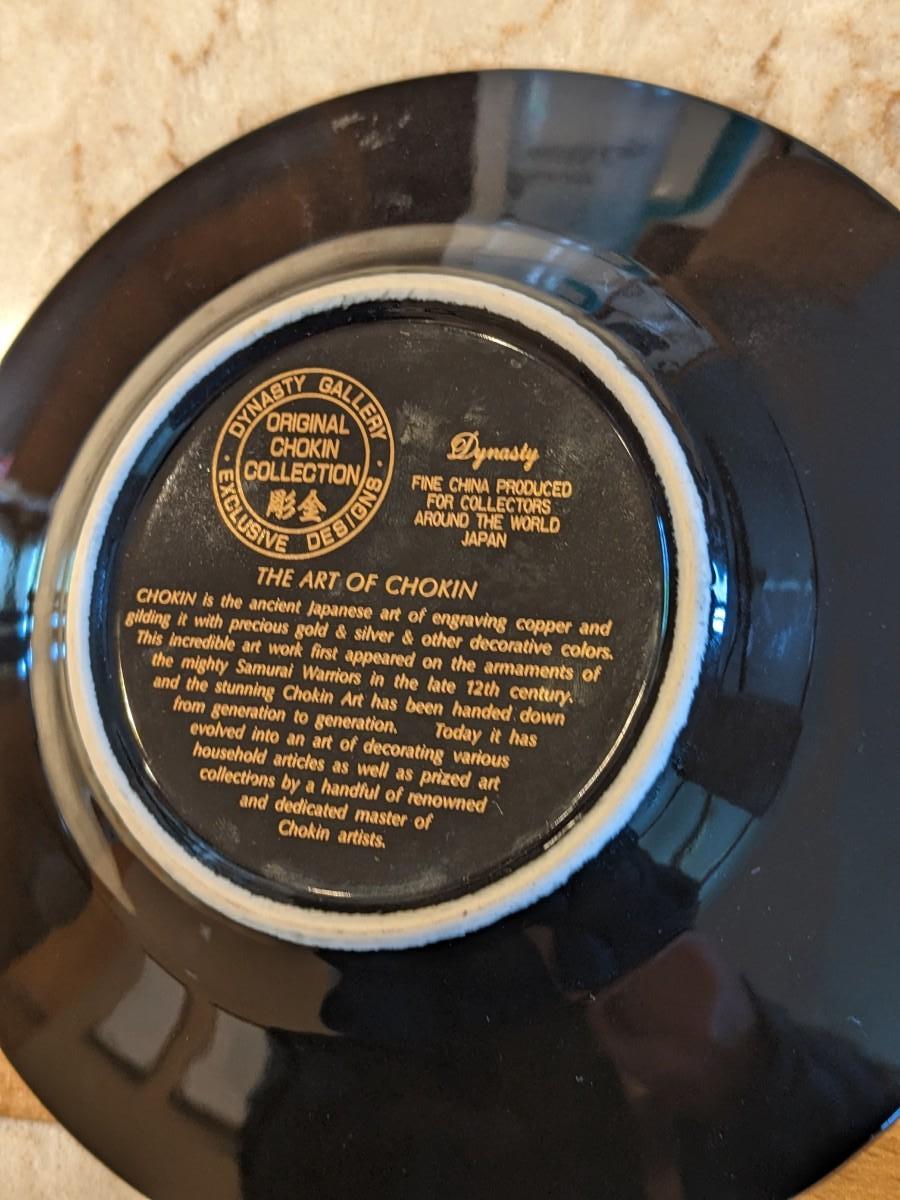 DYNASTY GALLERY
ORIGINAL
CHOKIN
COLLECTION
彫金
EXCLUSIVE DESIGNS
Dynasty
FINE CHINA PRODUCED
FOR COLLECTORS
AROUND THE WORLD
JAPAN
THE ART OF CHOKIN
CHOKIN is the ancient Japanese art of engraving copper and
gilding it with precious gold & silver & other decorative colors.
This incredible art work first appeared on the armaments of
the mighty Samurai Warriors in the late 12th century.
and the stunning Chokin Art has been handed down
from generation to generation. Today it has
evolved into an art of decorating various
household articles as well as prized art
collections by a handful of renowned
and dedicated master of
Chokin artists.